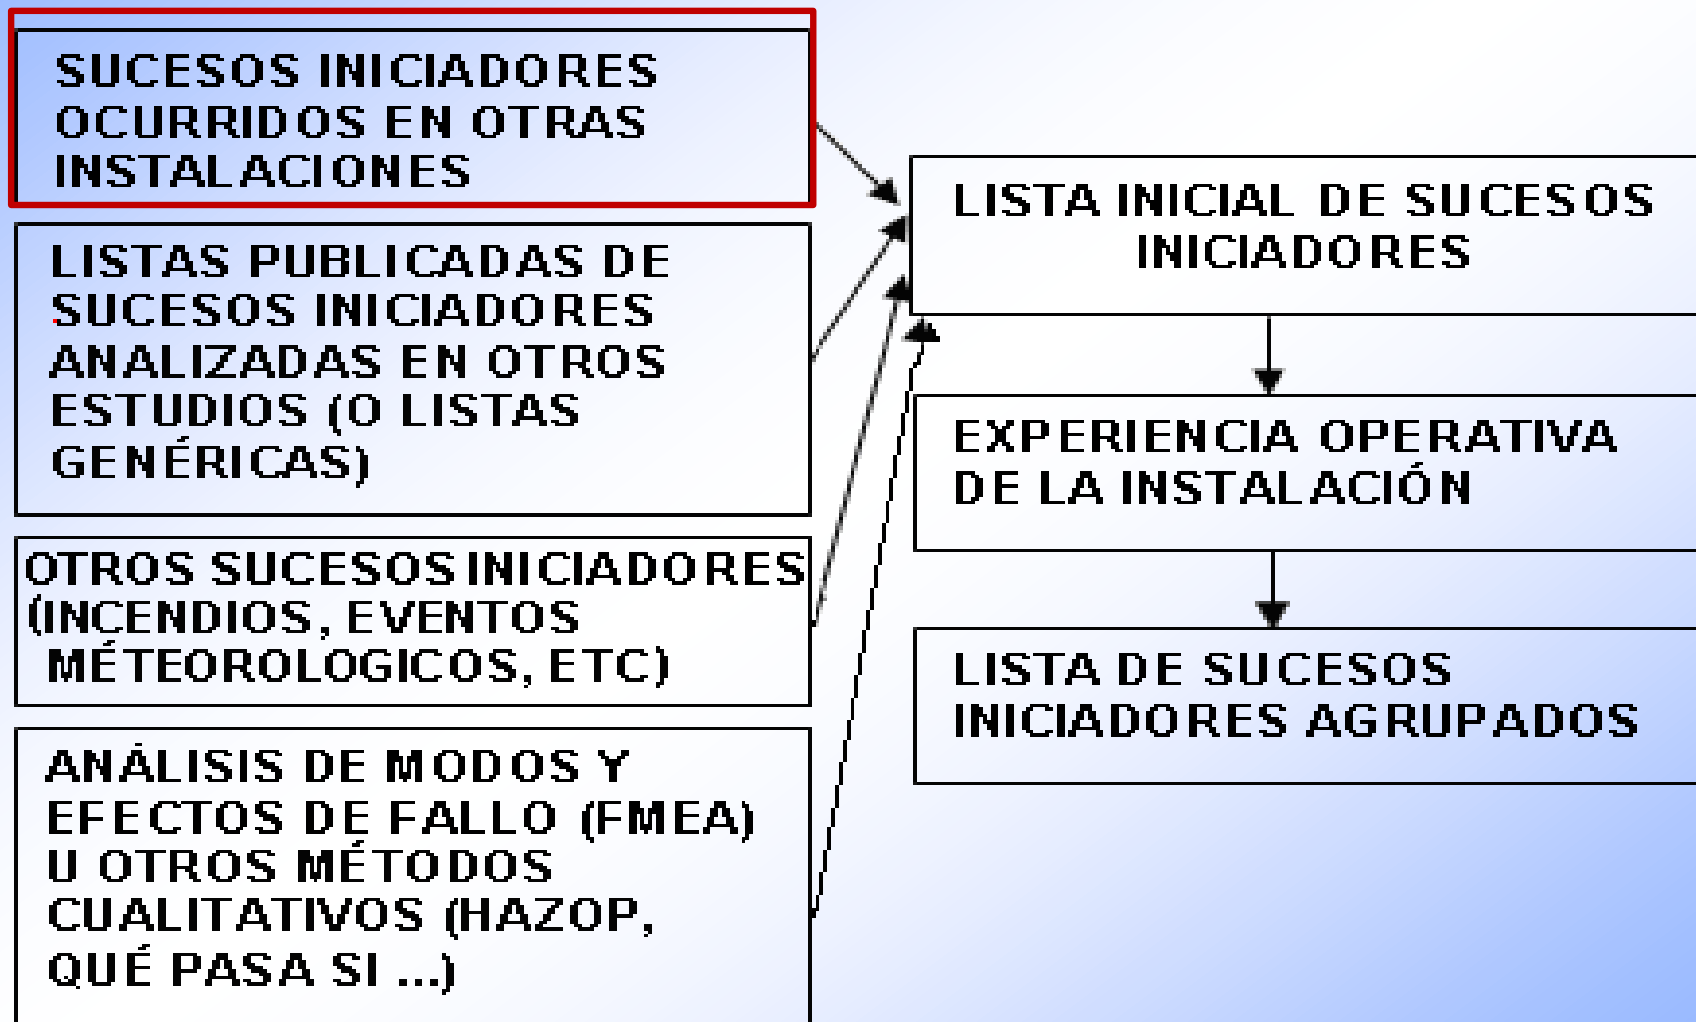 SUCESOS INICIADORES
OCURRIDOS EN OTRAS
INSTALACIONES
LISTAS PUBLICADAS DE
SUCESOS INICIADORES
ANALIZADAS EN OTROS
ESTUDIOS (O LISTAS
GENÉRICAS)
OTROS SUCESOS INICIADORES
(INCENDIOS, EVENTOS
MÉTEOROLOGICOS, ETC)
ANÁLISIS DE MODOS Y
EFECTOS DE FALLO (FMEA)
U OTROS MÉTODOS
CUALITATIVOS (HAZOP,
QUÉ PASA SI ...)
LISTA INICIAL DE SUCESOS
INICIADORES
EXPERIENCIA OPERATIVA
DE LA INSTALACIÓN
LISTA DE SUCESOS
INICIADORES AGRUPADOS